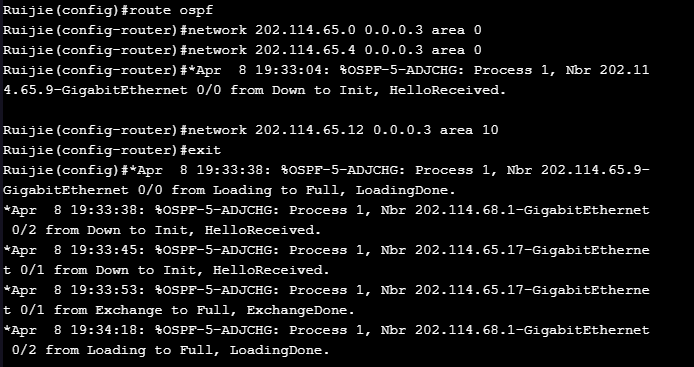 Ruijie(config)#route ospf
Ruijie(config-router)#network 202.114.65.0 0.0.0.3 area 0
Ruijie(config-router)#network 202.114.65.4 0.0.0.3 area 0
Ruijie(config-router)#*Apr  8 19:33:04: %OSPF-5-ADJCHG: Process 1, Nbr 202.11
4.65.9-GigabitEthernet 0/0 from Down to Init, HelloReceived.
Ruijie(config-router)#network 202.114.65.12 0.0.0.3 area 10
Ruijie(config-router)#exit
Ruijie(config)#*Apr  8 19:33:38: %OSPF-5-ADJCHG: Process 1, Nbr 202.114.65.9-
GigabitEthernet 0/0 from Loading to Full, LoadingDone.
*Apr  8 19:33:38: %OSPF-5-ADJCHG: Process 1, Nbr 202.114.68.1-GigabitEthernet
 0/2 from Down to Init, HelloReceived.
*Apr  8 19:33:45: %OSPF-5-ADJCHG: Process 1, Nbr 202.114.65.17-GigabitEtherne
t 0/1 from Down to Init, HelloReceived.
*Apr  8 19:33:53: %OSPF-5-ADJCHG: Process 1, Nbr 202.114.65.17-GigabitEtherne
t 0/1 from Exchange to Full, ExchangeDone.
*Apr  8 19:34:18: %OSPF-5-ADJCHG: Process 1, Nbr 202.114.68.1-GigabitEthernet
 0/2 from Loading to Full, LoadingDone.